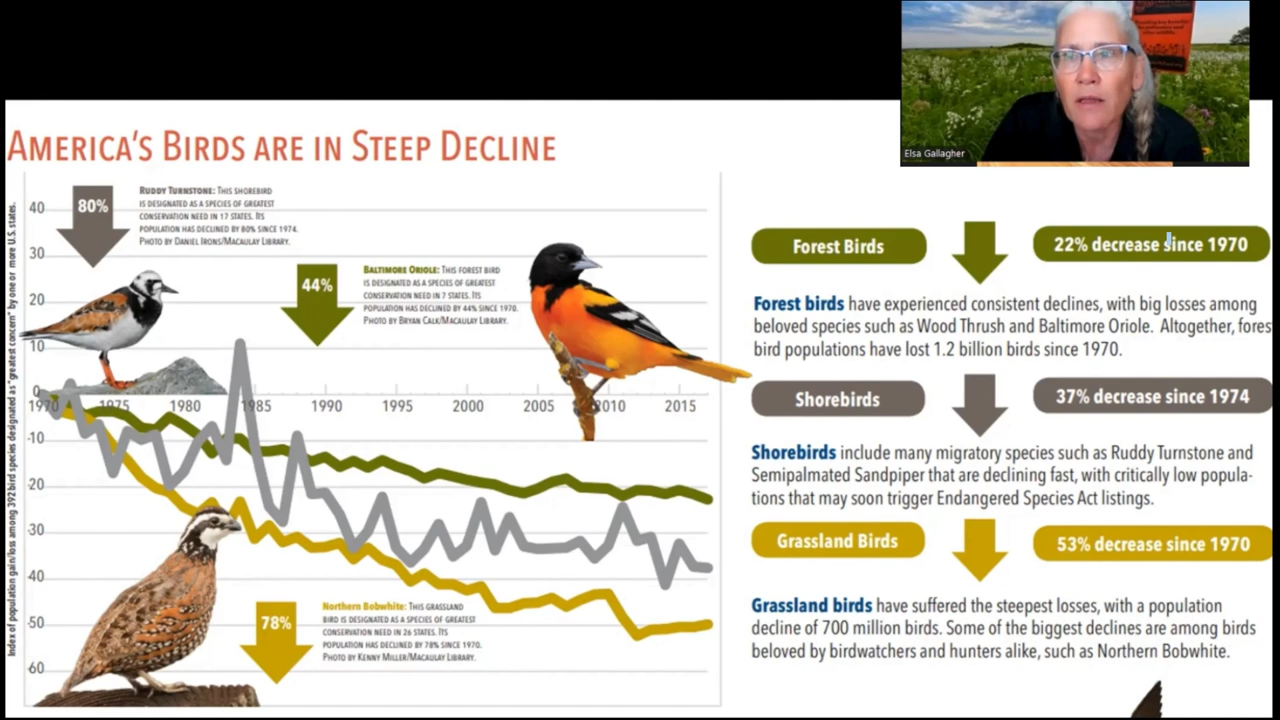 Elsa Gallagher
AMERICA'S BIRDS ARE IN STEEP DECLINE
Index of population gain/loss among 392 bird species designated as "greatest concern" by one or more U.S. states.
40
30
20
10
0
-10
-20
-30
40
-50
60
1970
1975
1980
1985
1990
1995
2000
2005
2010
2015
80%
RUDDY TURNSTONE: THIS SHOREBIRD
IS DESIGNATED AS A SPECIES OF GREATEST
CONSERVATION NEED IN 17 STATES. ITS
POPULATION HAS DECLINED BY 80% SINCE 1974.
PHOTO BY DANIEL IRONS/MACAULAY LIBRARY.
44%
BALTIMORE ORIOLE: THIS FOREST BIRD
IS DESIGNATED AS A SPECIES OF GREATEST
CONSERVATION NEED IN 7 STATES. ITS
POPULATION HAS DECLINED BY 44% SINCE 1970.
PHOTO BY BRYAN CALK/MACAULAY LIBRARY.
78%
Northern Bobwhite: THIS GRASSLAND
BIRD IS DESIGNATED AS A SPECIES OF GREATEST
CONSERVATION NEED IN 26 STATES. ITS
POPULATION HAS DECLINED BY 78% SINCE 1970.
PHOTO BY KENNY MILLER/MACAULAY LIBRARY.
Forest Birds
22% decrease since 1970
Forest birds have experienced consistent declines, with big losses among
beloved species such as Wood Thrush and Baltimore Oriole. Altogether, fores
bird populations have lost 1.2 billion birds since 1970.
Shorebirds
37% decrease since 1974
Shorebirds include many migratory species such as Ruddy Turnstone and
Semipalmated Sandpiper that are declining fast, with critically low popula-
tions that may soon trigger Endangered Species Act listings.
Grassland Birds
53% decrease since 1970
Grassland birds have suffered the steepest losses, with a population
decline of 700 million birds. Some of the biggest declines are among birds
beloved by birdwatchers and hunters alike, such as Northern Bobwhite.